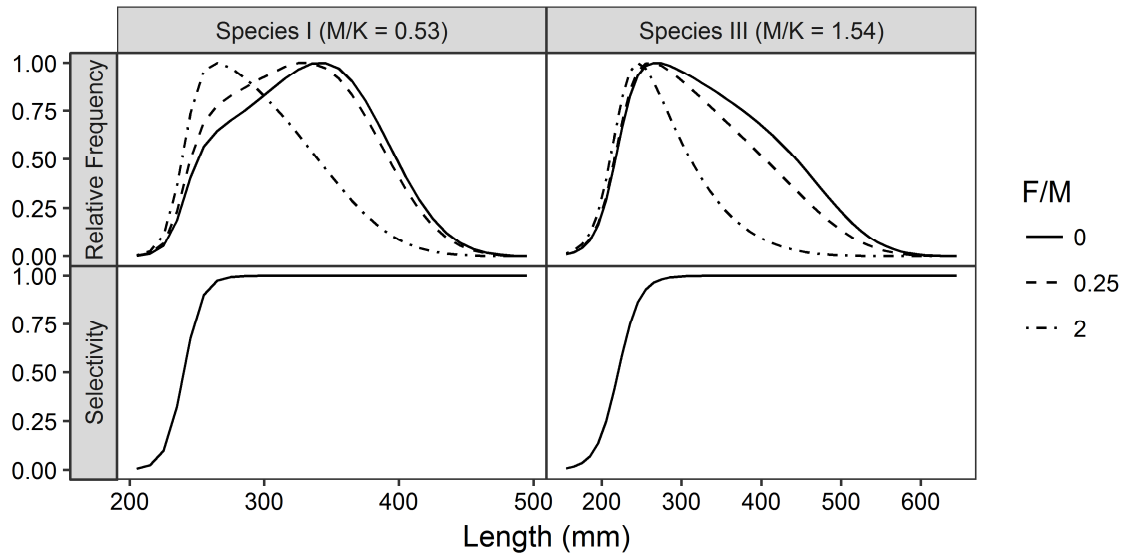 Species I (M/K = 0.53)
Species III (M/K = 1.54)
Relative Frequency
1.00
0.75
0.50
0.25
0.00
Selectivity
1.00
0.75
0.50
0.25
0.00
200 300 400 500
200 300 400 500 600
Length (mm)
F/M
0
0.25
2